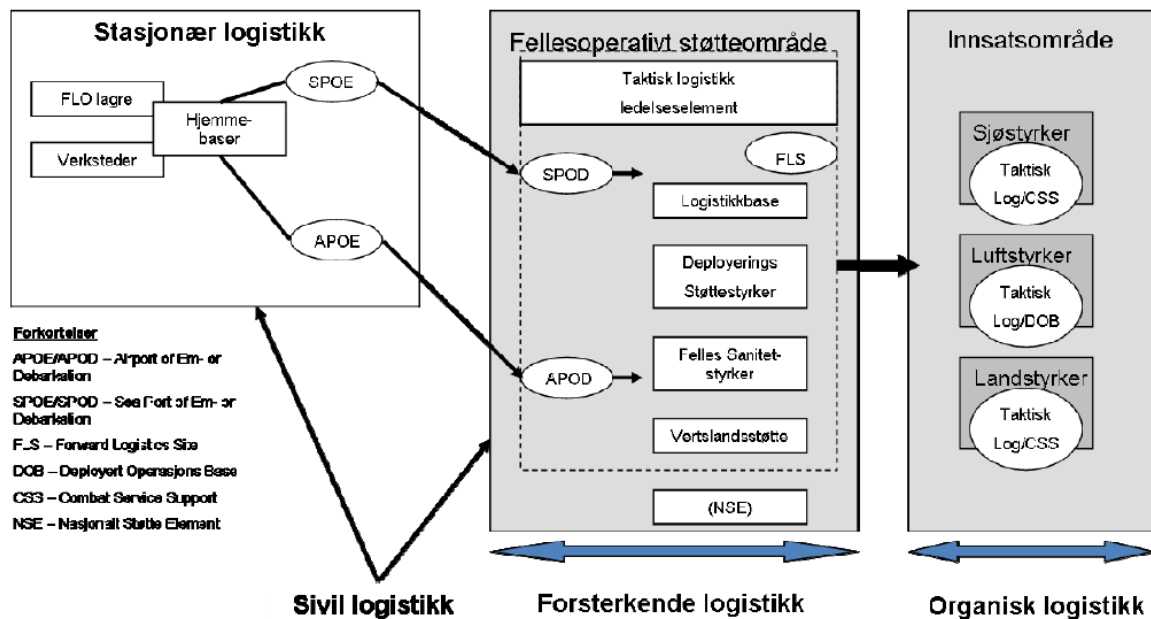 Stasjonær logistikk
SPOE
FLO lagre
Hjemme-
baser
Verksteder
APOE
Forkortelser
APOE/APOD – Airport of Em- or
Debarkation
SPOE/SPOD – Sea Port of Em- or
Debarkation
FLS – Forward Logistics Site
DOB – Deployert Operasjons Base
CSS – Combat Service Support
NSE – Nasjonalt Støtte Element
Sivil logistikk
Fellesoperativt støtteområde
Taktisk logistikk
ledelseselement
FLS
SPOD
Logistikkbase
Deployerings
Støttestyrker
Felles Sanitet-
styrker
APOD
Vertslandsstøtte
(NSE)
Forsterkende logistikk
Innsatsområde
Sjøstyrker
Taktisk
Log/CSS
Luftstyrker
Taktisk
Log/DOB
Landstyrker
Taktisk
Log/CSS
Organisk logistikk